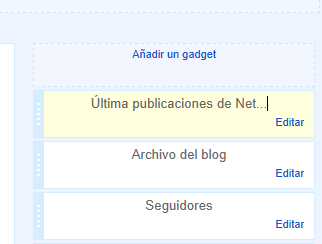 Añadir un gadget
Última publicaciones de Net...
Editar
Archivo del blog
Editar
Seguidores
Editar